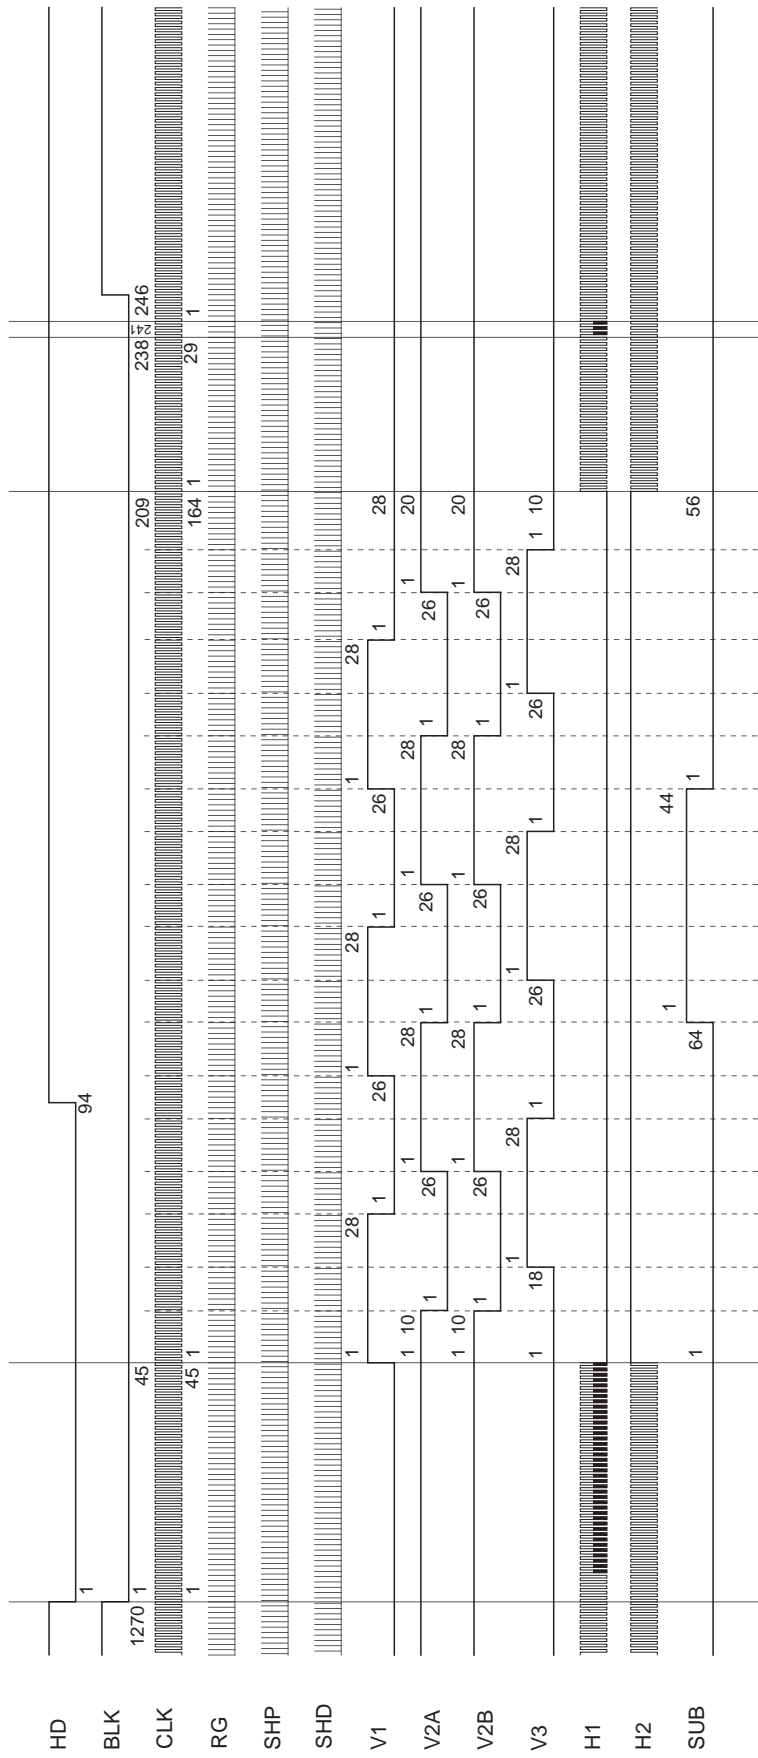 HD
1 94
BLK
1270 1 45 209 238 241 246
CLK
1 45 1 164 1 29 1
RG
SHP
SHD
1 28 1 28 1 28
V1
1 26 1 26 1 28
1 10 1 28 1 28 1 20
V2A
1 26 1 26 1 26
1 10 1 28 1 28 1 20
V2B
1 26 1 26 1 26
1 28 1 28 1 28
V3
1 18 1 26 1 26 1 10
H1
H2
1 44
SUB
1 64 1 56